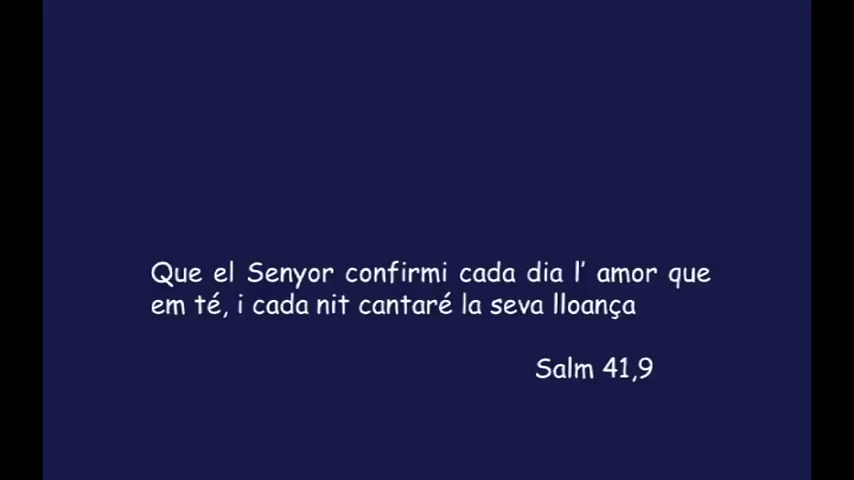 Que el Senyor confirmi cada dia l’ amor que
em té, i cada nit cantaré la seva lloança
Salm 41,9